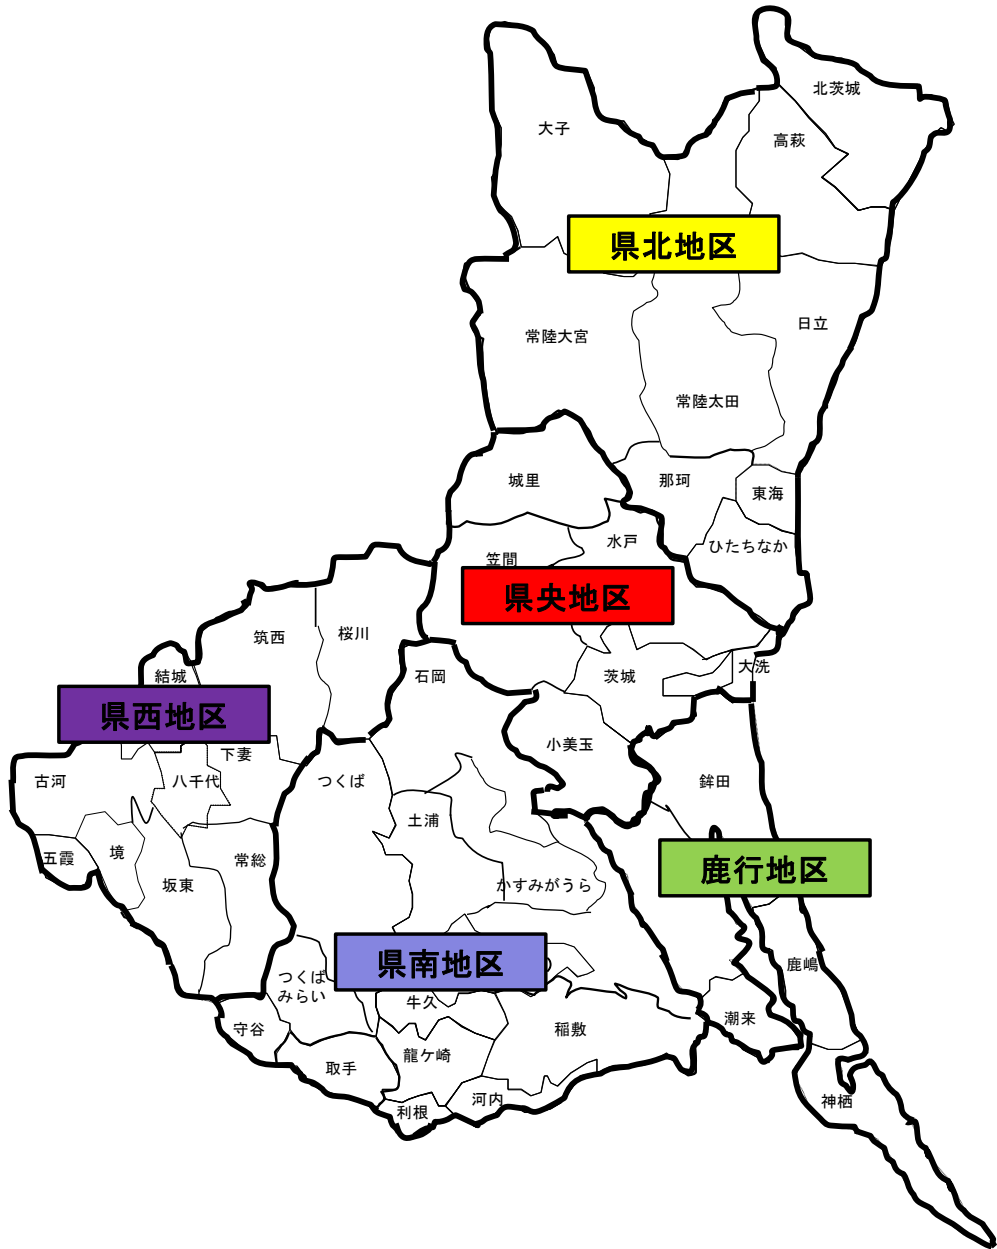 北茨城
大子
高萩
県北地区
日立
常陸大宮
常陸太田
城里
那珂
東海
水戸
ひたちなか
笠間
県央地区
筑西
桜川
大洗
結城
石岡
茨城
県西地区
小美玉
下妻
古河
八千代
つくば
鉾田
土浦
境
五霞
常総
鹿行地区
坂東
かすみがうら
県南地区
鹿嶋
つくば
みらい
牛久
潮来
守谷
稲敷
龍ケ崎
取手
河内
神栖
利根